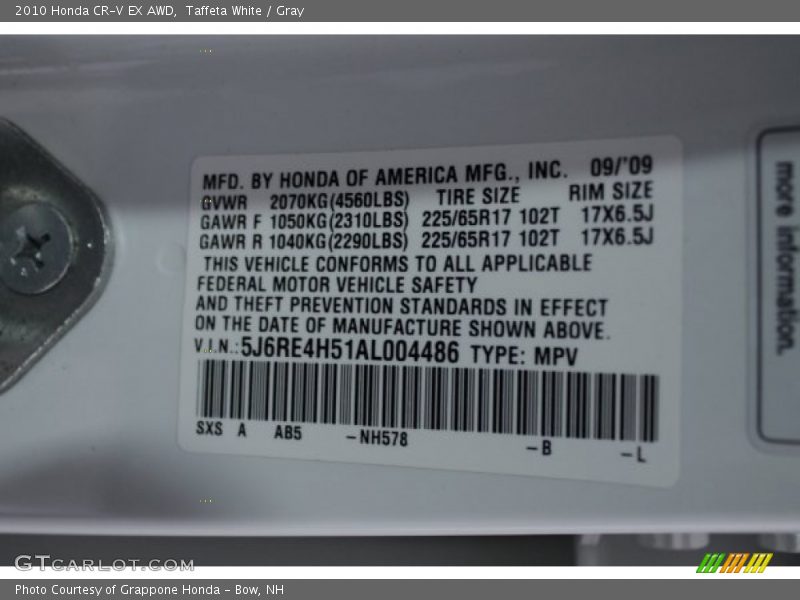 2010 Honda CR-V EX AWD,  Taffeta White / Gray
MFD. BY HONDA OF AMERICA MFG., INC.  09/'09
GVWR  2070KG(4560LBS)  TIRE SIZE  RIM SIZE
GAWR F 1050KG(2310LBS) 225/65R17 102T  17X6.5J
GAWR R 1040KG(2290LBS) 225/65R17 102T  17X6.5J
THIS VEHICLE CONFORMS TO ALL APPLICABLE
FEDERAL MOTOR VEHICLE SAFETY
AND THEFT PREVENTION STANDARDS IN EFFECT
ON THE DATE OF MANUFACTURE SHOWN ABOVE.
V.I.N.:5J6RE4H51AL004486 TYPE: MPV
SXS  A  AB5  -NH578  -B  -L
more information.
GTCARLOT.COM
Photo Courtesy of Grappone Honda - Bow, NH